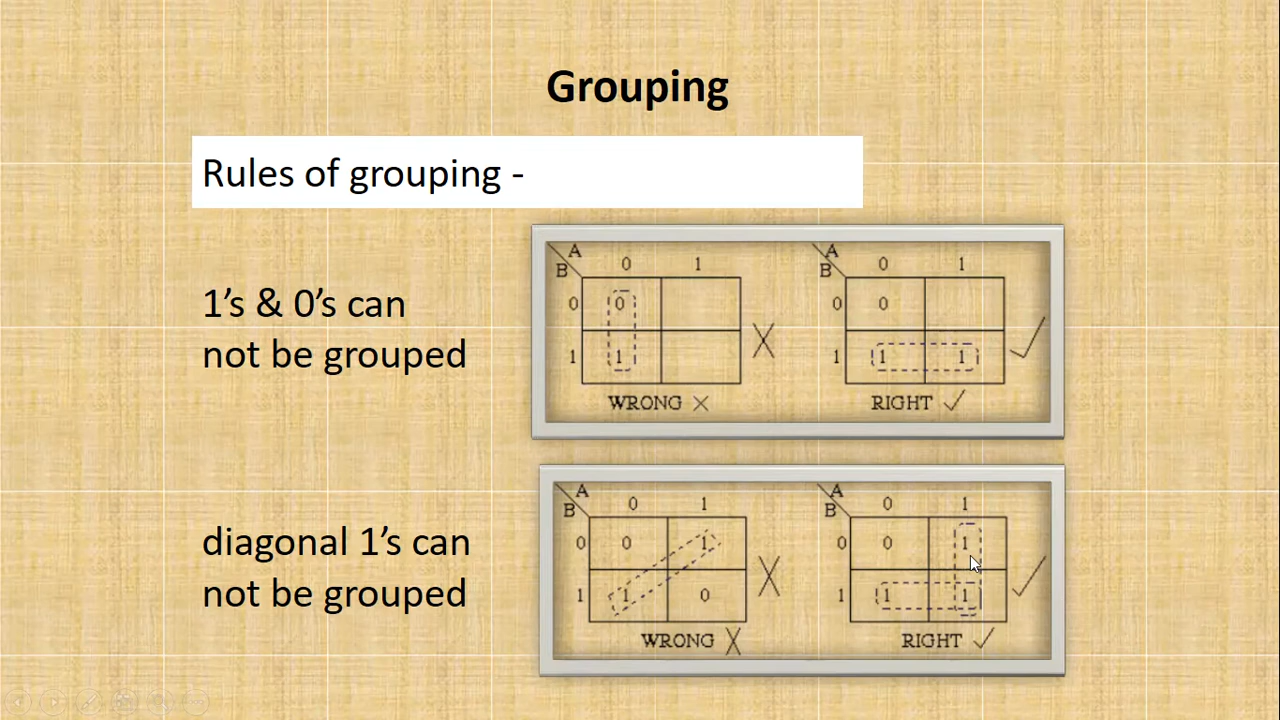 Grouping
Rules of grouping -
1’s & 0’s can
not be grouped
A
B
0 1
0 0
1 1
X
WRONG X
A
B
0 1
0 0
1 1 1
RIGHT ✓
diagonal 1’s can
not be grouped
A
B
0 1
0 0 1
1 1 0
X
WRONG X
A
B
0 1
0 0 1
1 1 1
RIGHT ✓